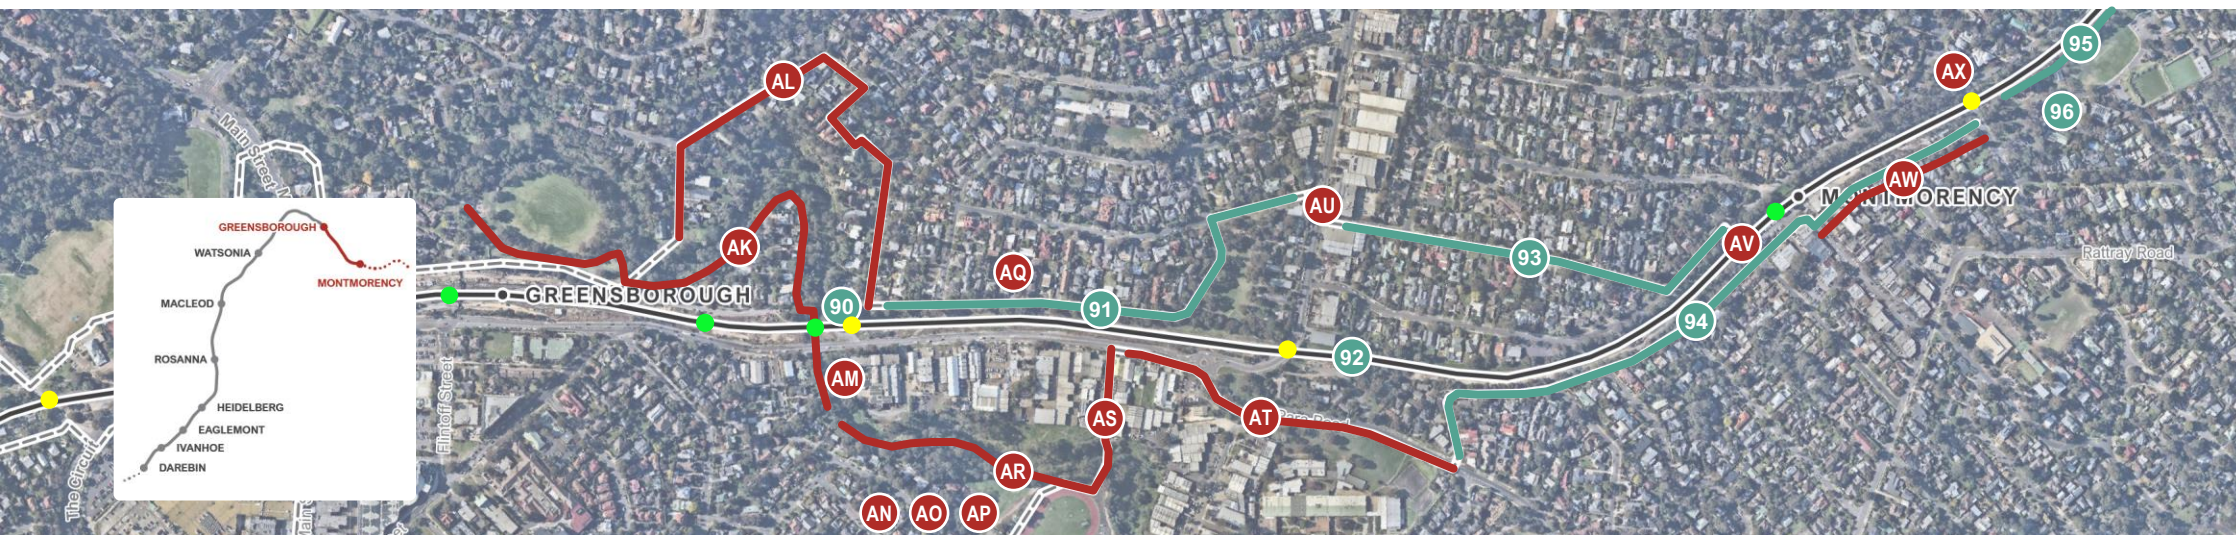 95
AX
AL
96
Main Street
AW
MONTMORENCY
AU
GREENSBOROUGH
AK
AV
WATSONIA
93
Rattray Road
AQ
MONTMORENCY
GREENSBOROUGH
MACLEOD
90
91
94
ROSANNA
92
AM
Flintoff Street
HEIDELBERG
AS
AT
Para Road
EAGLEMONT
IVANHOE
DAREBIN
AR
The Circuit
AN AO AP